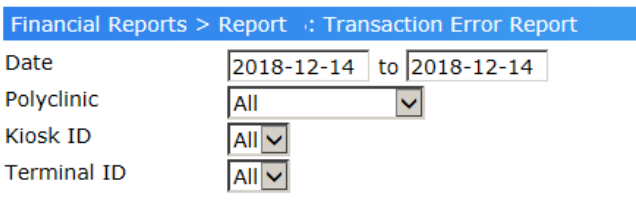 Financial Reports > Report : Transaction Error Report
Date 2018-12-14 to 2018-12-14
Polyclinic All
Kiosk ID All
Terminal ID All